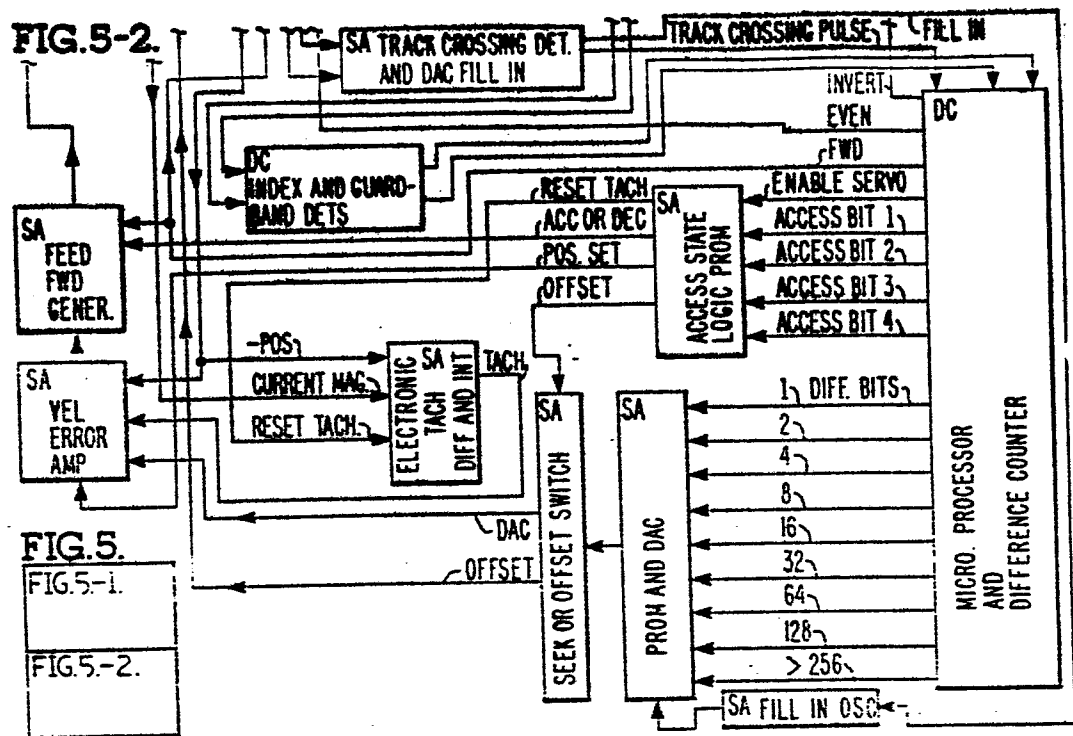 FIG.5-2.
SA TRACK CROSSING DET.
AND DAC FILL IN
TRACK CROSSING PULSE
FILL IN
INVERT
EVEN
FWD
ENABLE SERVO
ACCESS BIT 1
ACCESS BIT 2
ACCESS BIT 3
ACCESS BIT 4
DC
MICRO. PROCESSOR
AND
DIFFERENCE COUNTER
DC
INDEX AND GUARD-
BAND DETS
RESET TACH
ACC OR DEC
POS. SET
OFFSET
SA
ACCESS STATE
LOGIC PROM
SA
FEED
FWD
GENER.
SA
VEL
ERROR
AMP
-POS
CURRENT MAG.
RESET TACH.
SA
ELECTRONIC
TACH
DIFF AND INT
TACH.
SA
SEEK OR OFFSET SWITCH
SA
PROM AND DAC
1 DIFF. BITS
2
4
8
16
32
64
128
> 256
DAC
OFFSET
SA FILL IN OSC.
FIG.5.
FIG.5-1.
FIG.5.-2.